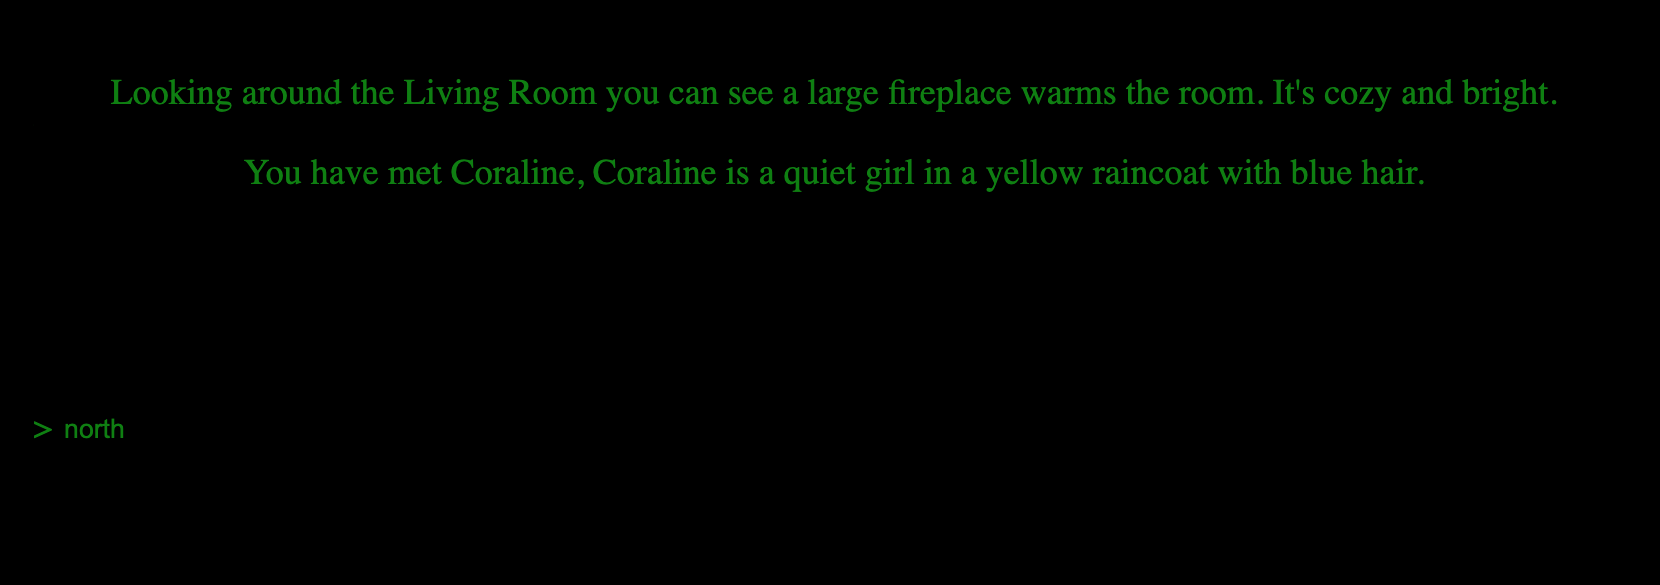 Looking around the Living Room you can see a large fireplace warms the room. It's cozy and bright.
You have met Coraline, Coraline is a quiet girl in a yellow raincoat with blue hair.
> north